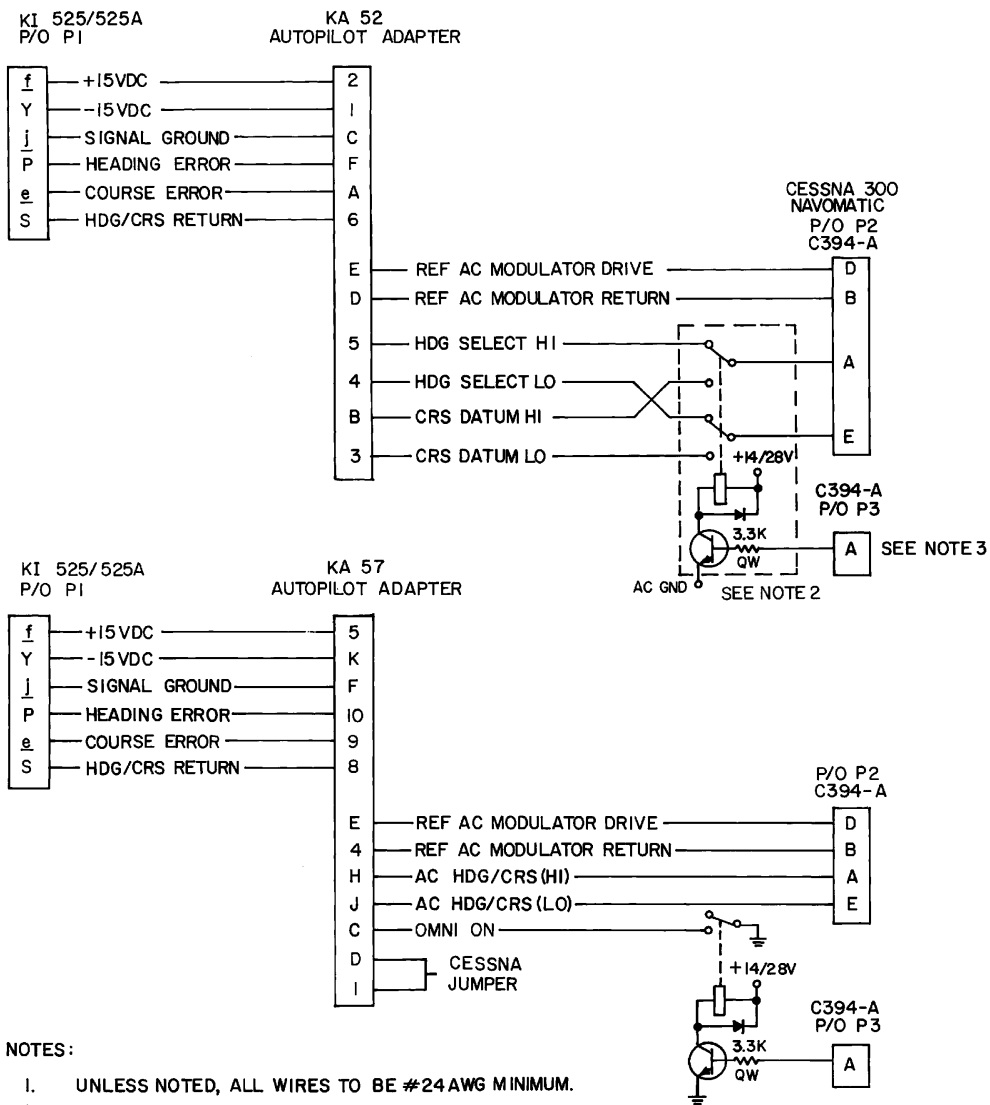 KI 525/525A
P/O P1
KA 52
AUTOPILOT ADAPTER
f +15VDC 2
Y -15VDC 1
j SIGNAL GROUND C
P HEADING ERROR F
e COURSE ERROR A
S HDG/CRS RETURN 6
CESSNA 300
NAVOMATIC
P/O P2
C394-A
E REF AC MODULATOR DRIVE D
D REF AC MODULATOR RETURN B
5 HDG SELECT HI A
4 HDG SELECT LO
B CRS DATUM HI E
3 CRS DATUM LO
+14/28V
C394-A
P/O P3
3.3K
QW
A SEE NOTE 3
AC GND
SEE NOTE 2
KI 525/525A
P/O P1
KA 57
AUTOPILOT ADAPTER
f +15VDC 5
Y -15VDC K
j SIGNAL GROUND F
P HEADING ERROR 10
e COURSE ERROR 9
S HDG/CRS RETURN 8
P/O P2
C394-A
E REF AC MODULATOR DRIVE D
4 REF AC MODULATOR RETURN B
H AC HDG/CRS (HI) A
J AC HDG/CRS (LO) E
C OMNI ON
D CESSNA
1 JUMPER
+14/28V
C394-A
P/O P3
3.3K
QW
A
NOTES:
1. UNLESS NOTED, ALL WIRES TO BE #24 AWG MINIMUM.